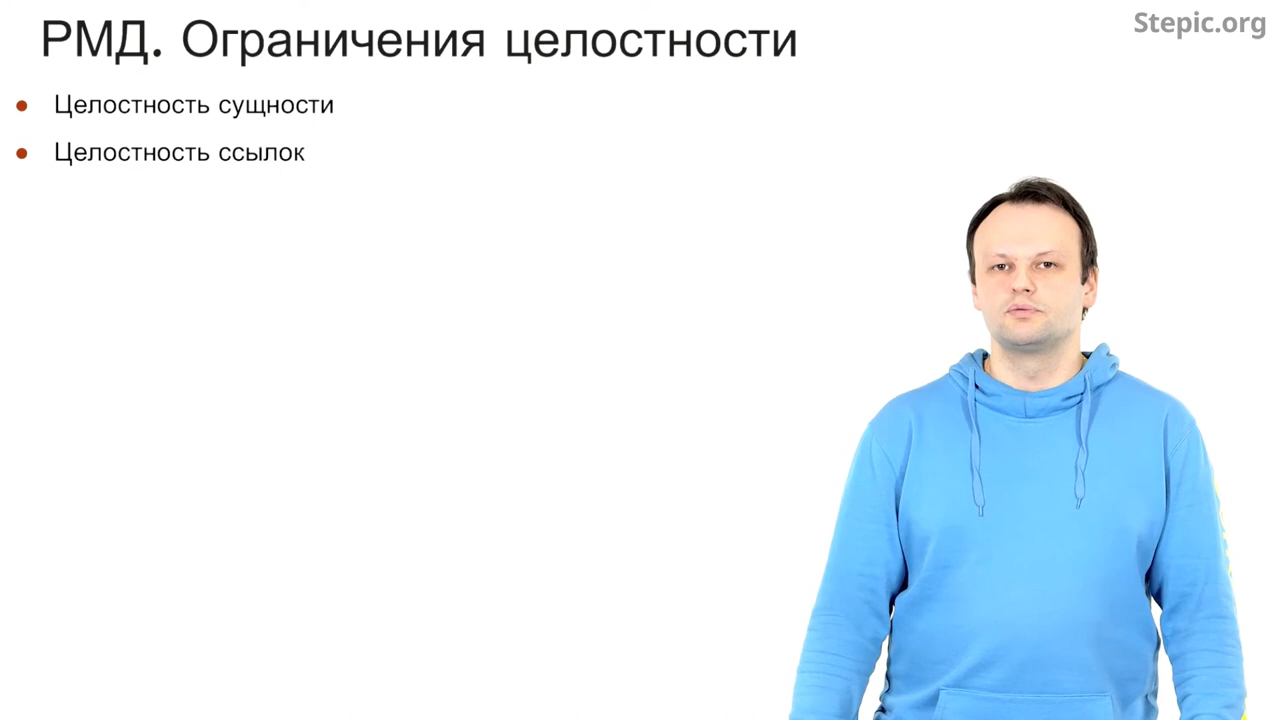 РМД. Ограничения целостности
Stepic.org
Целостность сущности
Целостность ссылок